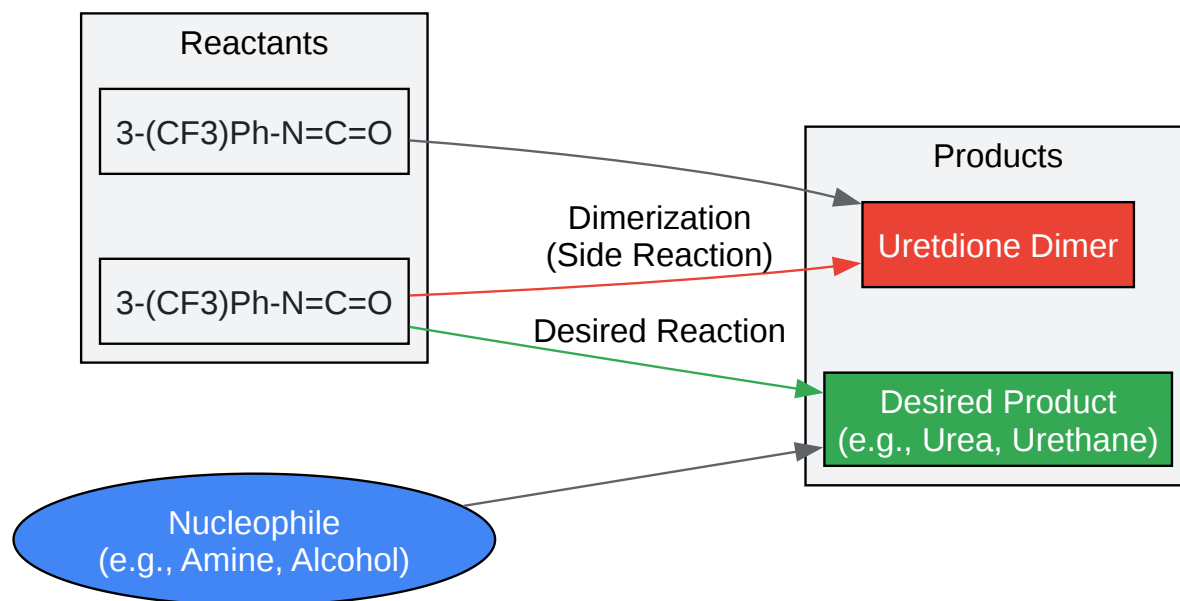 Reactants
3-(CF3)Ph-N=C=O
3-(CF3)Ph-N=C=O
Dimerization
(Side Reaction)
Desired Reaction
Products
Uretdione Dimer
Desired Product
(e.g., Urea, Urethane)
Nucleophile
(e.g., Amine, Alcohol)